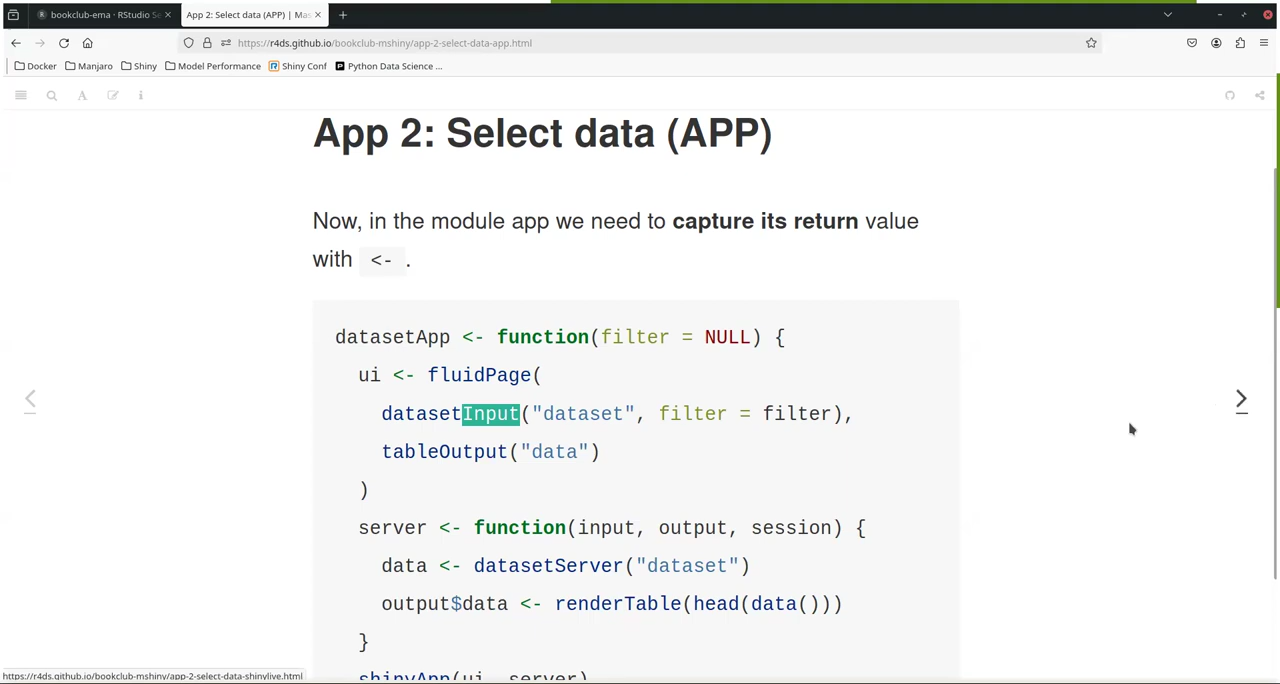 bookclub-ema · RStudio Se
App 2: Select data (APP) | Mas
https://r4ds.github.io/bookclub-mshiny/app-2-select-data-app.html
Docker Manjaro Shiny Model Performance Shiny Conf Python Data Science ...
App 2: Select data (APP)
Now, in the module app we need to capture its return value
with <- .
datasetApp <- function(filter = NULL) {
ui <- fluidPage(
datasetInput("dataset", filter = filter),
tableOutput("data")
)
server <- function(input, output, session) {
data <- datasetServer("dataset")
output$data <- renderTable(head(data()))
}
shinyApp(ui, server)
https://r4ds.github.io/bookclub-mshiny/app-2-select-data-shinylive.html